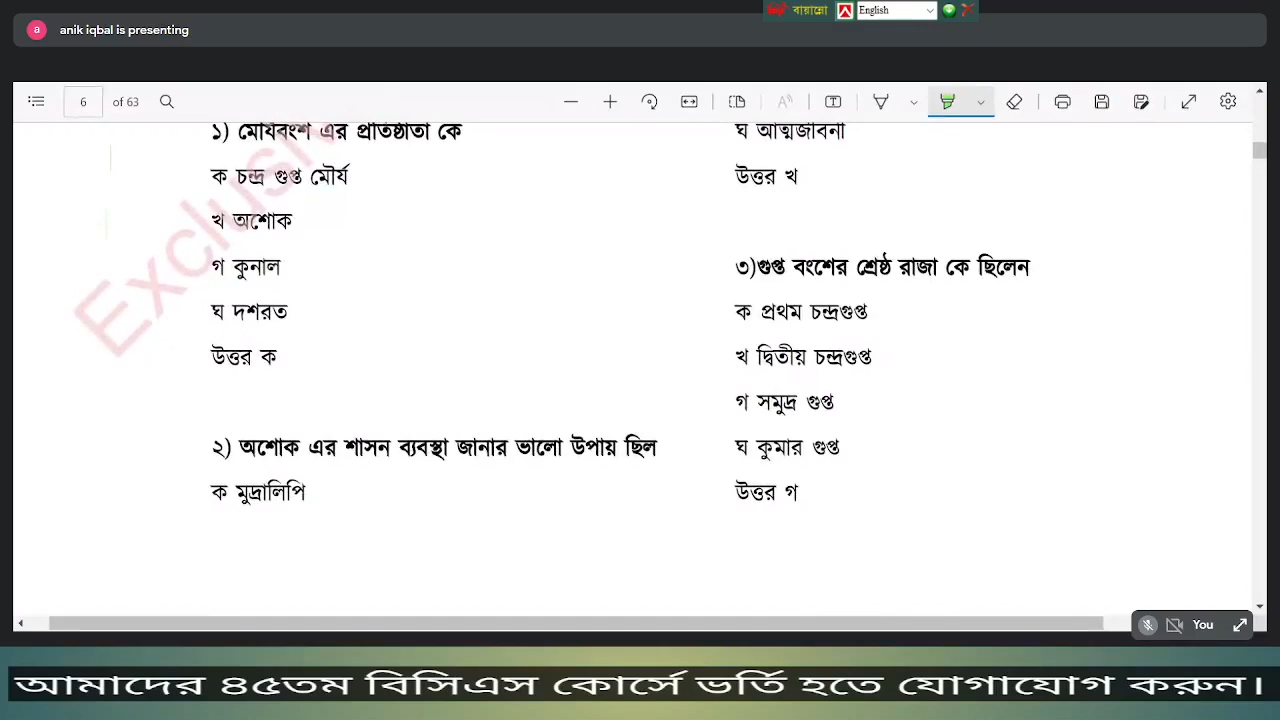 বায়ান্নো
English
a
anik iqbal is presenting
6
of 63
১) মৌর্যবংশ এর প্রতিষ্ঠাতা কে
ক চন্দ্র গুপ্ত মৌর্য
খ অশোক
গ কুনাল
ঘ দশরত
উত্তর ক
২) অশোক এর শাসন ব্যবস্থা জানার ভালো উপায় ছিল
ক মুদ্রালিপি
ঘ আত্মজীবনী
উত্তর খ
৩)গুপ্ত বংশের শ্রেষ্ঠ রাজা কে ছিলেন
ক প্রথম চন্দ্রগুপ্ত
খ দ্বিতীয় চন্দ্রগুপ্ত
গ সমুদ্র গুপ্ত
ঘ কুমার গুপ্ত
উত্তর গ
You
আমাদের ৪৫তম বিসিএস কোর্সে ভর্তি হতে যোগাযোগ করুন।